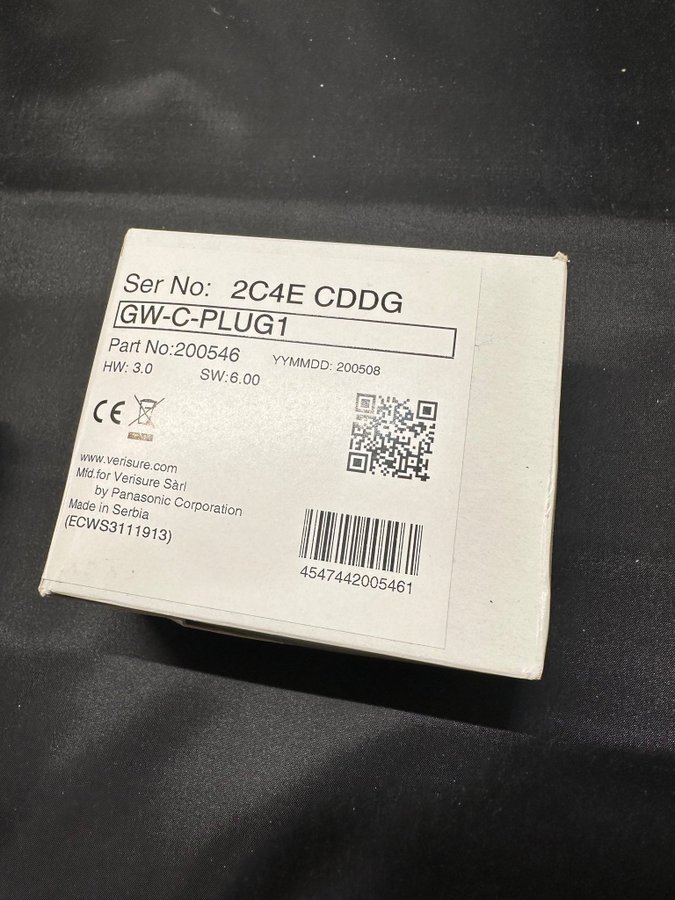 Ser No: 2C4E CDDG
GW-C-PLUG1
Part No:200546 YYMMDD: 200508
HW: 3.0 SW:6.00
CE
www.verisure.com
Mfd.for Verisure Sàrl
by Panasonic Corporation
Made in Serbia
(ECWS3111913)
4547442005461